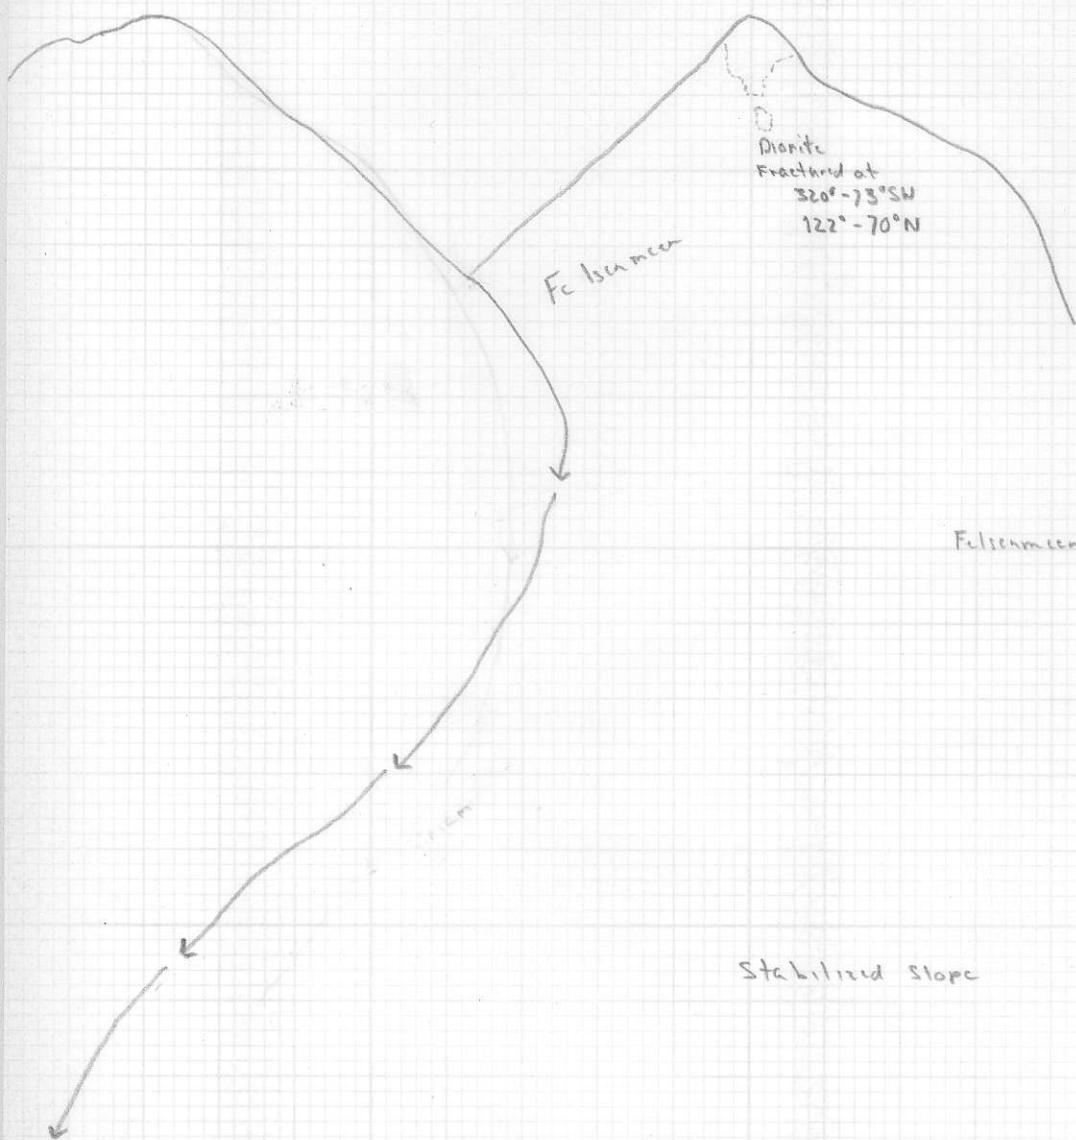 Diorite
Fractured at
320°-73°SW
122°-70°N
Felsenmeer
Felsenmeer
Stabilized Slope